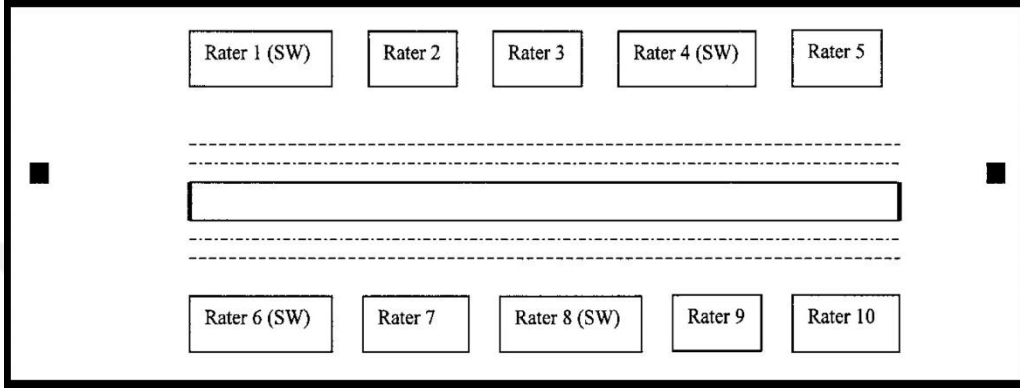 Rater 1 (SW)
Rater 2
Rater 3
Rater 4 (SW)
Rater 5
Rater 6 (SW)
Rater 7
Rater 8 (SW)
Rater 9
Rater 10